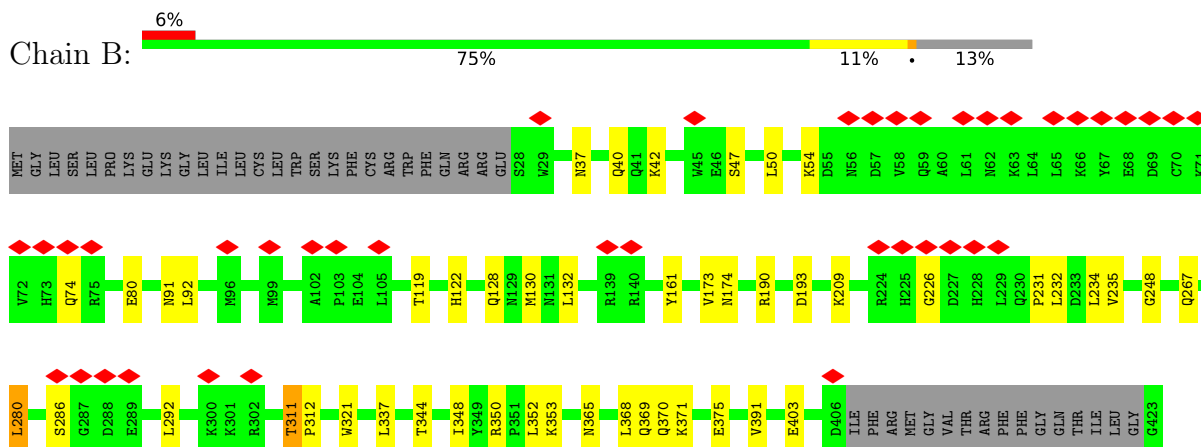 6%
Chain B:
75% 11% • 13%
MET GLY LEU SER LEU PRO LYS GLU LYS GLY LEU ILE LEU CYS LEU TRP SER LYS PHE CYS ARG TRP PHE GLN ARG ARG GLU S28 W29 N37 Q40 Q41 K42 W45 E46 S47 L50 K54 D55 N56 D57 V58 Q59 A60 L61 N62 K63 L64 L65 K66 Y67 E68 D69 C70 K71
V72 H73 Q74 R75 E80 N91 L92 M96 M99 A102 P103 E104 L105 T119 H122 Q128 N129 M130 N131 L132 R139 R140 Y161 V173 N174 R190 D193 K209 R224 H225 G226 D227 H228 L229 Q230 P231 L232 D233 L234 V235 G248 Q267
L280 S286 G287 D288 E289 L292 K300 K301 R302 T311 P312 W321 L337 T344 I348 Y349 R350 P351 L352 K353 N365 L368 Q369 Q370 K371 E375 V391 E403 D406 ILE PHE ARG MET GLY VAL THR ARG PHE PHE GLY GLN THR ILE LEU GLY G423